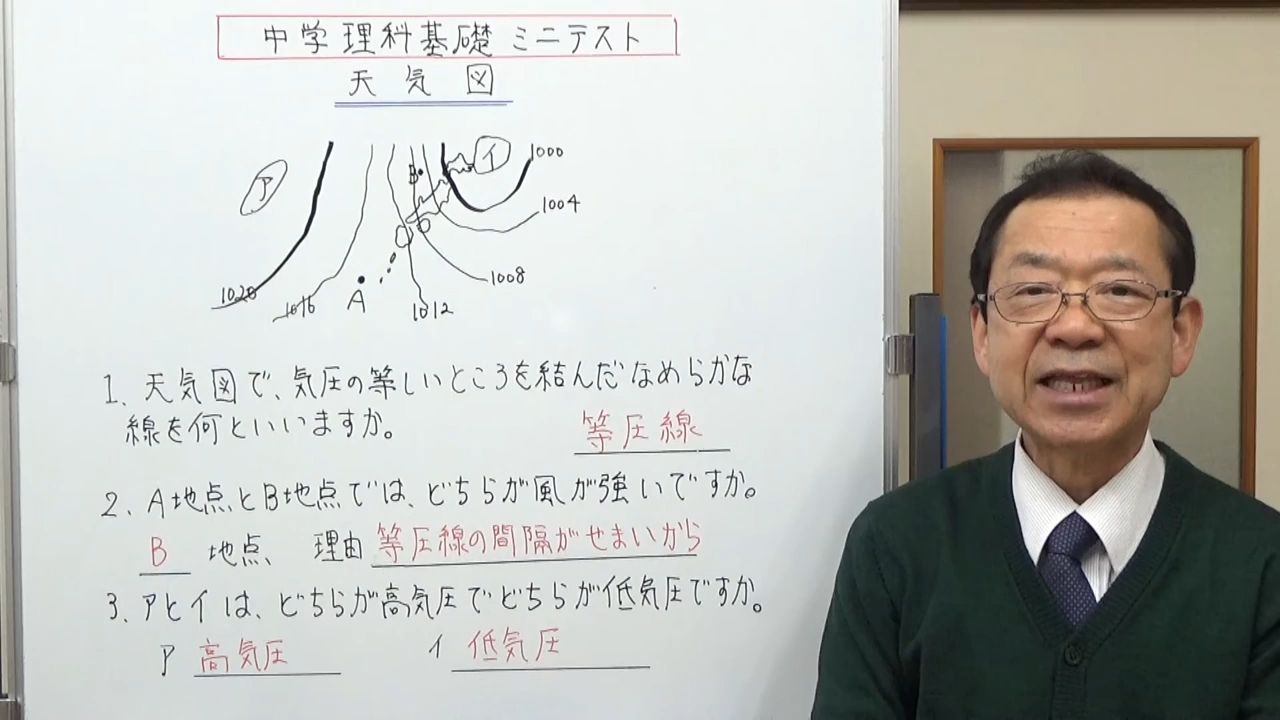 中学理科基礎 ミニテスト
天気図
ア
B
イ
1000
1004
1008
1012
A
1016
1020
1、天気図で、気圧の等しいところを結んだなめらかな
線を何といいますか。
等圧線
2、A地点とB地点では、どちらが風が強いですか。
B 地点、 理由 等圧線の間隔がせまいから
3、アとイは、どちらが高気圧でどちらが低気圧ですか。
ア 高気圧 イ 低気圧